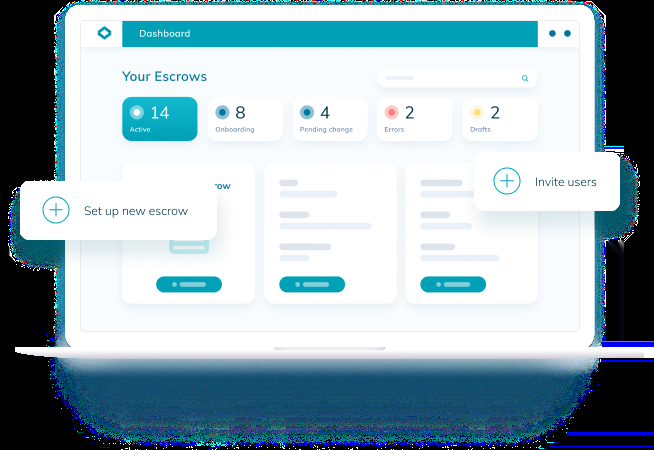 Dashboard
Your Escrows
14
Active
8
Onboarding
4
Pending change
2
Errors
2
Drafts
Set up new escrow
Invite users